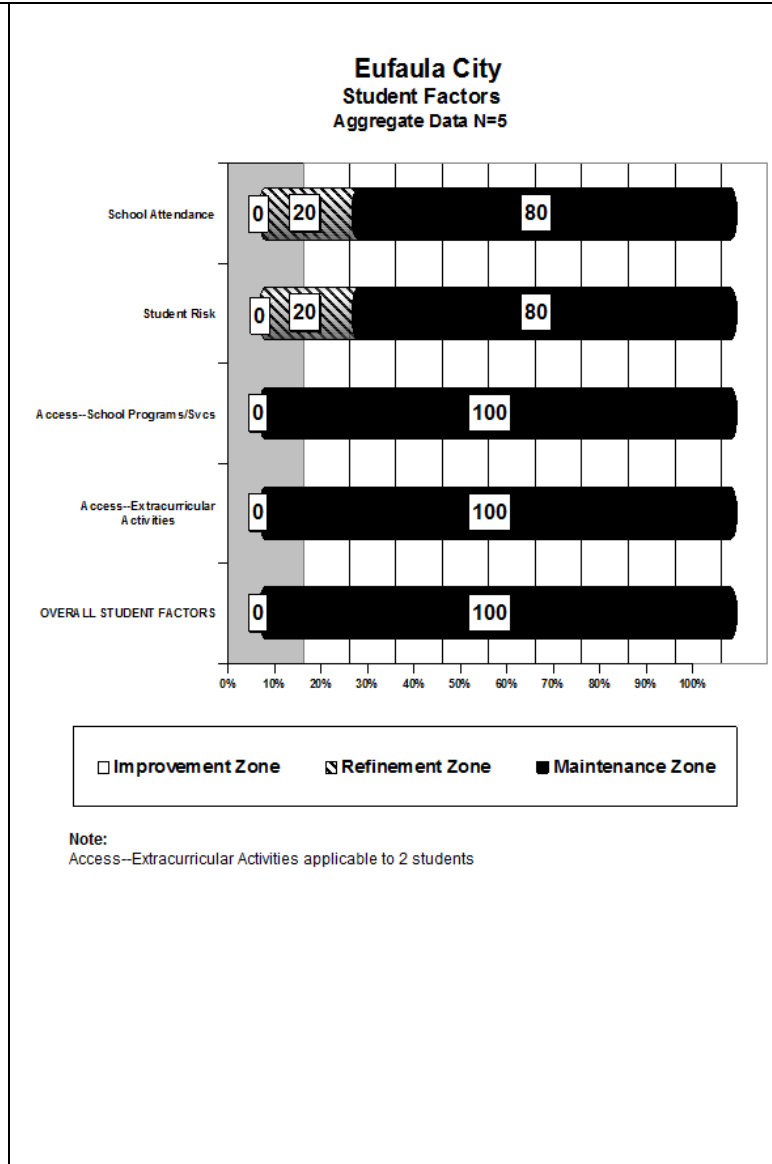 Eufaula City
Student Factors
Aggregate Data N=5
School Attendance
0 20 80
Student Risk
0 20 80
Access--School Programs/Svcs
0 100
Access--Extracurricular
Activities
0 100
OVERALL STUDENT FACTORS
0 100
0% 10% 20% 30% 40% 50% 60% 70% 80% 90% 100%
Improvement Zone Refinement Zone Maintenance Zone
Note:
Access--Extracurricular Activities applicable to 2 students